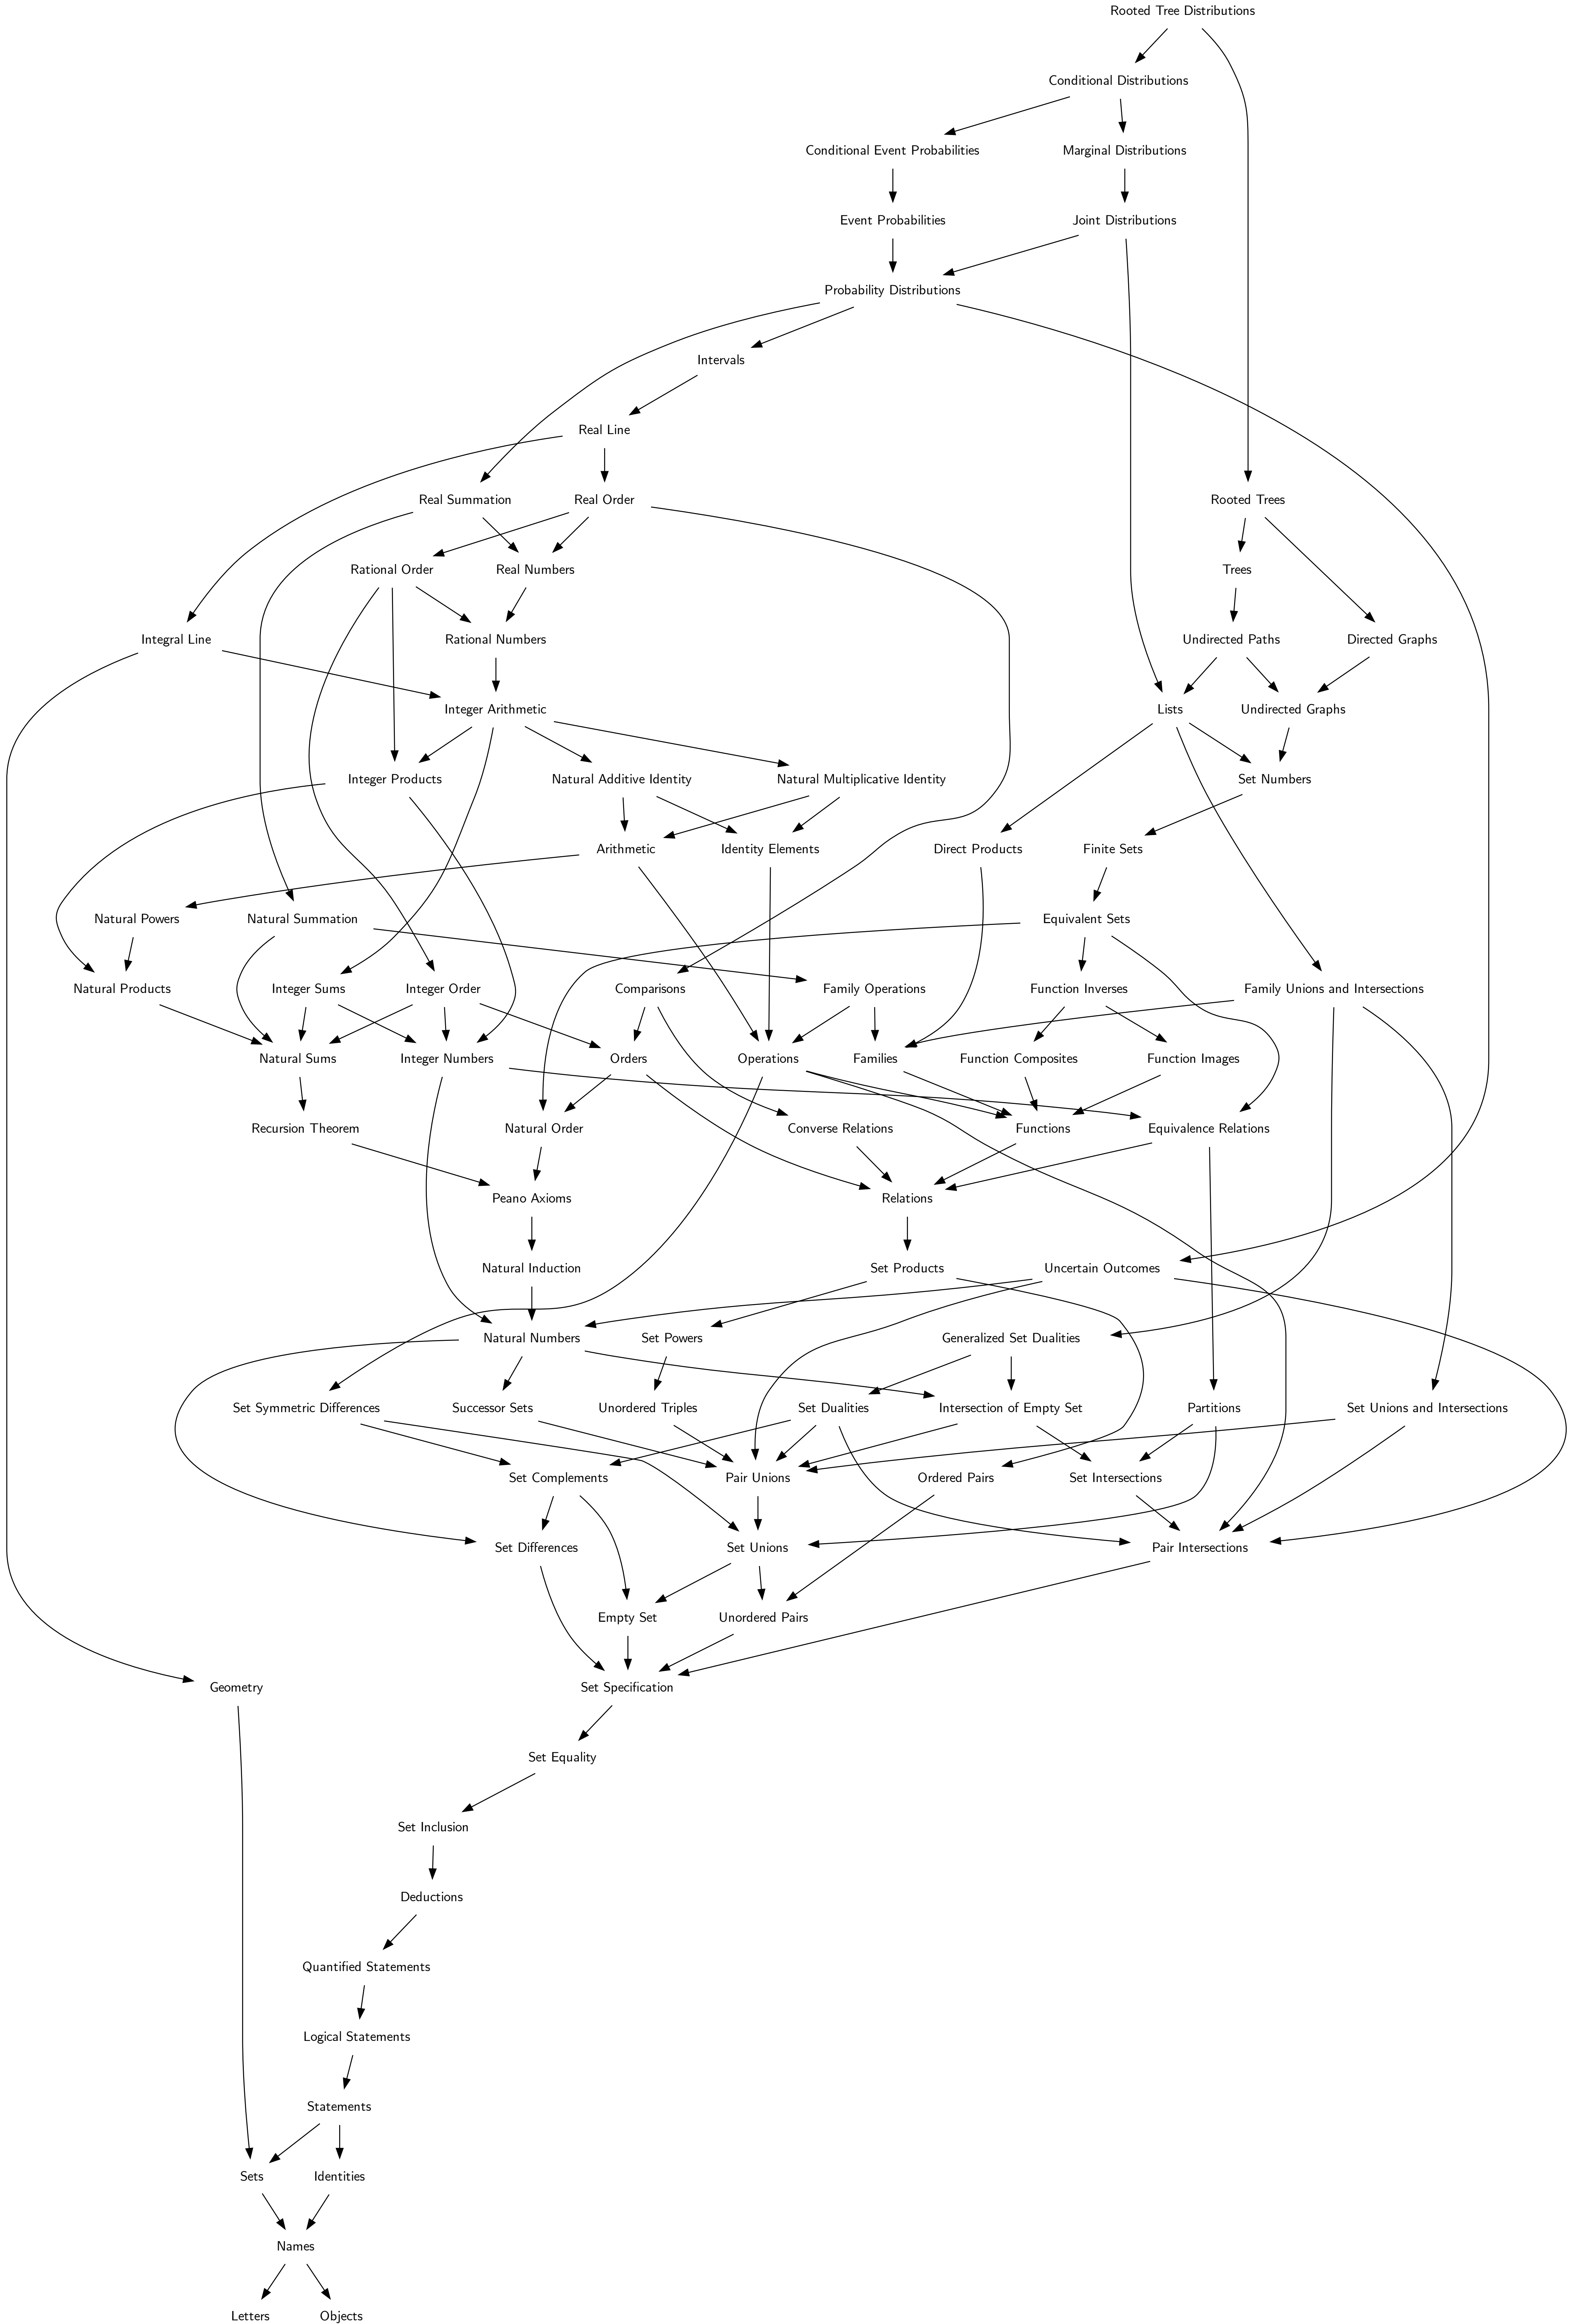 Rooted Tree Distributions
Conditional Distributions
Conditional Event Probabilities
Marginal Distributions
Event Probabilities
Joint Distributions
Probability Distributions
Intervals
Real Line
Real Summation
Real Order
Rooted Trees
Rational Order
Real Numbers
Trees
Integral Line
Rational Numbers
Undirected Paths
Directed Graphs
Integer Arithmetic
Lists
Undirected Graphs
Integer Products
Natural Additive Identity
Natural Multiplicative Identity
Set Numbers
Arithmetic
Identity Elements
Direct Products
Finite Sets
Natural Powers
Natural Summation
Equivalent Sets
Natural Products
Integer Sums
Integer Order
Comparisons
Family Operations
Function Inverses
Family Unions and Intersections
Natural Sums
Integer Numbers
Orders
Operations
Families
Function Composites
Function Images
Recursion Theorem
Natural Order
Converse Relations
Functions
Equivalence Relations
Peano Axioms
Relations
Natural Induction
Set Products
Uncertain Outcomes
Natural Numbers
Set Powers
Generalized Set Dualities
Set Symmetric Differences
Successor Sets
Unordered Triples
Set Dualities
Intersection of Empty Set
Partitions
Set Unions and Intersections
Set Complements
Pair Unions
Ordered Pairs
Set Intersections
Set Differences
Set Unions
Pair Intersections
Empty Set
Unordered Pairs
Geometry
Set Specification
Set Equality
Set Inclusion
Deductions
Quantified Statements
Logical Statements
Statements
Sets
Identities
Names
Letters
Objects